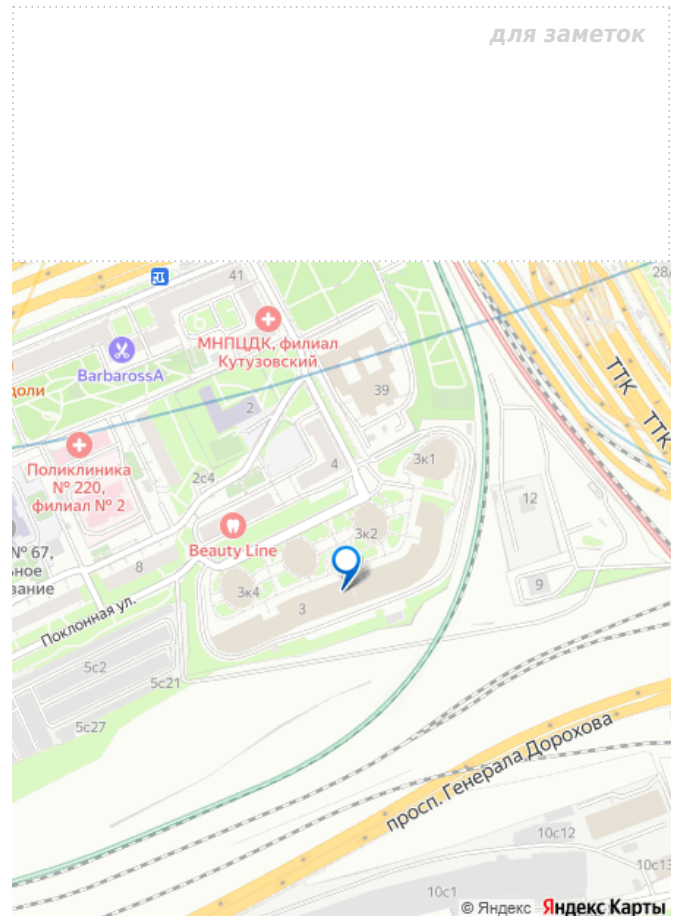 для заметок
41
28/
МНПЦДК, филиал
Кутузовский
BarbarossA
доли
ТТК
ТТК
39
2
Поликлиника
№ 220,
филиал № 2
2с4
4
3к1
12
Beauty Line
3к2
№ 67,
ьное
зание
8
9
3к4
3
Поклонная ул.
5с2
5с21
5с27
просп. Генерала Дорохова
10с12
10с13
10с1
© Яндекс Яндекс Карты